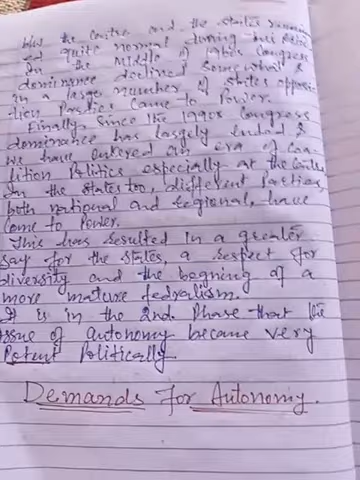 blw the centre and the states remain
ed quite normal during this Perio
In the middle of 1960s Congress
dominance declined somewhat &
in a large number of states opposi-
tion Parties Came to Power.
Finally, Since the 1990s Congress
dominance has largely ended &
we have entered an era of Coa-
lition Politics especially at the Centre
In the states too, different Parties,
both national and regional, have
Come to Power.
This has resulted in a greater
say for the states, a respect for
diversity and the begning of a
more mature federalism.
It is in the 2nd Phase that the
issue of autonomy became very
Potent Politically.
Demands for Autonomy.